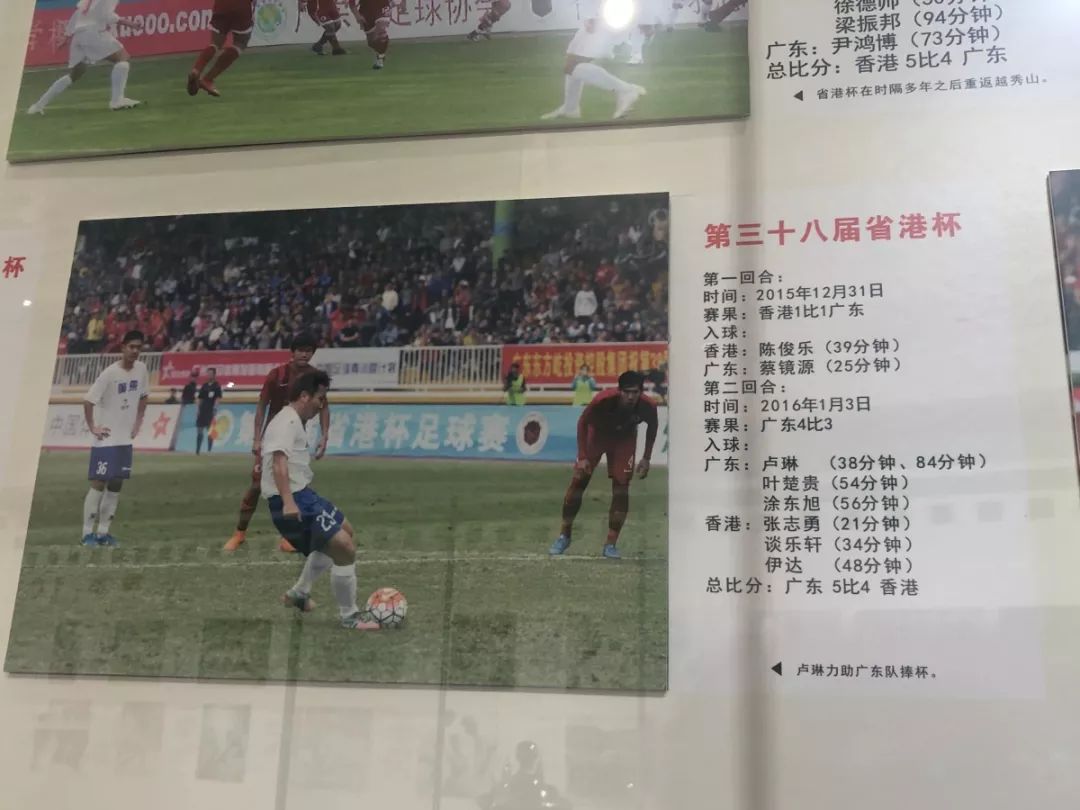 徐德帅
梁振邦（94分钟）
广东：尹鸿博（73分钟）
总比分：香港 5比4 广东
◀ 省港杯在时隔多年之后重返越秀山。
杯
第三十八届省港杯
第一回合：
时间：2015年12月31日
赛果：香港1比1广东
入球：
香港：陈俊乐（39分钟）
广东：蔡镜源（25分钟）
第二回合：
时间：2016年1月3日
赛果：广东4比3
入球：
广东：卢琳 （38分钟、84分钟）
叶楚贵（54分钟）
涂东旭（56分钟）
香港：张志勇（21分钟）
谈乐轩（34分钟）
伊达 （48分钟）
总比分：广东 5比4 香港
◀ 卢琳力助广东队捧杯。
足球协
xueoo.com
中国
省港杯足球赛
36
23